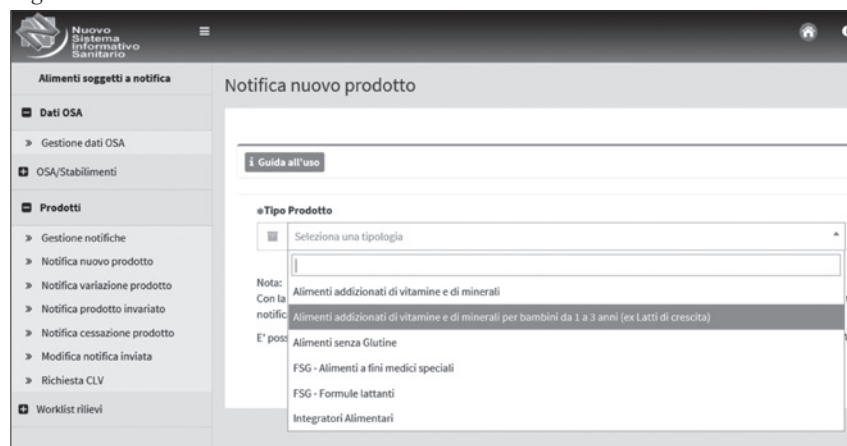 Nuovo
Sistema
Informativo
Sanitario
Alimenti soggetti a notifica
Dati OSA
Gestione dati OSA
OSA/Stabilimenti
Prodotti
Gestione notifiche
Notifica nuovo prodotto
Notifica variazione prodotto
Notifica prodotto invariato
Notifica cessazione prodotto
Modifica notifica inviata
Richiesta CLV
Worklist rilievi
Notifica nuovo prodotto
i Guida all'uso
*Tipo Prodotto
Seleziona una tipologia
Nota:
Con la
notific
E' poss
Alimenti addizionati di vitamine e di minerali
Alimenti addizionati di vitamine e di minerali per bambini da 1 a 3 anni (ex Latti di crescita)
Alimenti senza Glutine
FSG - Alimenti a fini medici speciali
FSG - Formule lattanti
Integratori Alimentari